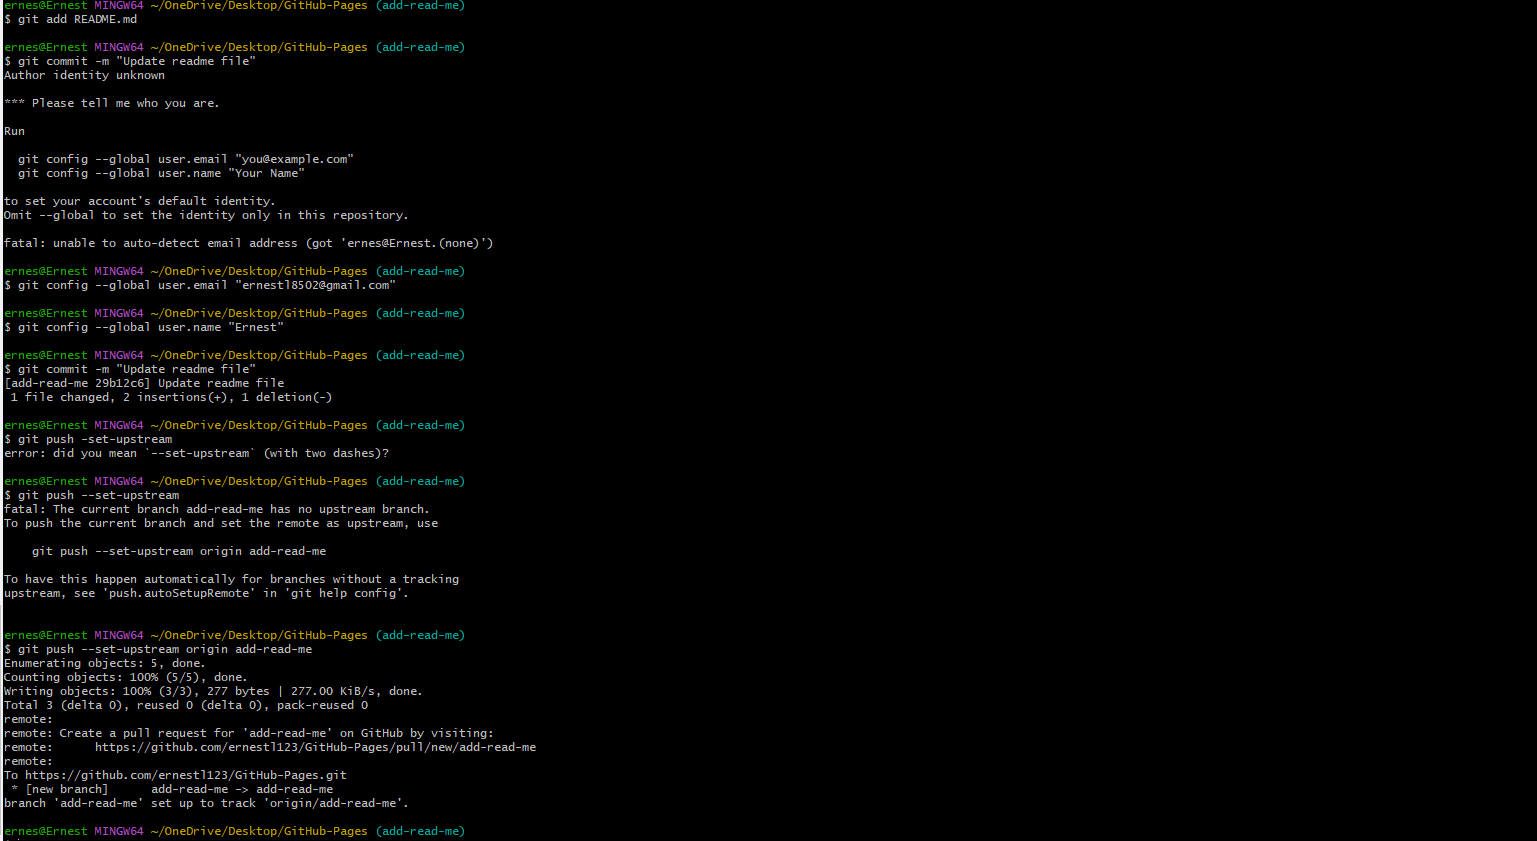 ernes@Ernest MINGW64 ~/OneDrive/Desktop/GitHub-Pages (add-read-me)
$ git add README.md
ernes@Ernest MINGW64 ~/OneDrive/Desktop/GitHub-Pages (add-read-me)
$ git commit -m "Update readme file"
Author identity unknown
*** Please tell me who you are.
Run
git config --global user.email "you@example.com"
git config --global user.name "Your Name"
to set your account's default identity.
Omit --global to set the identity only in this repository.
fatal: unable to auto-detect email address (got 'ernes@Ernest.(none)')
ernes@Ernest MINGW64 ~/OneDrive/Desktop/GitHub-Pages (add-read-me)
$ git config --global user.email "ernestl8502@gmail.com"
ernes@Ernest MINGW64 ~/OneDrive/Desktop/GitHub-Pages (add-read-me)
$ git config --global user.name "Ernest"
ernes@Ernest MINGW64 ~/OneDrive/Desktop/GitHub-Pages (add-read-me)
$ git commit -m "Update readme file"
[add-read-me 29b12c6] Update readme file
1 file changed, 2 insertions(+), 1 deletion(-)
ernes@Ernest MINGW64 ~/OneDrive/Desktop/GitHub-Pages (add-read-me)
$ git push -set-upstream
error: did you mean `--set-upstream` (with two dashes)?
ernes@Ernest MINGW64 ~/OneDrive/Desktop/GitHub-Pages (add-read-me)
$ git push --set-upstream
fatal: The current branch add-read-me has no upstream branch.
To push the current branch and set the remote as upstream, use
git push --set-upstream origin add-read-me
To have this happen automatically for branches without a tracking
upstream, see 'push.autoSetupRemote' in 'git help config'.
ernes@Ernest MINGW64 ~/OneDrive/Desktop/GitHub-Pages (add-read-me)
$ git push --set-upstream origin add-read-me
Enumerating objects: 5, done.
Counting objects: 100% (5/5), done.
Writing objects: 100% (3/3), 277 bytes | 277.00 KiB/s, done.
Total 3 (delta 0), reused 0 (delta 0), pack-reused 0
remote:
remote: Create a pull request for 'add-read-me' on GitHub by visiting:
remote: https://github.com/ernestl123/GitHub-Pages/pull/new/add-read-me
remote:
To https://github.com/ernestl123/GitHub-Pages.git
* [new branch] add-read-me -> add-read-me
branch 'add-read-me' set up to track 'origin/add-read-me'.
ernes@Ernest MINGW64 ~/OneDrive/Desktop/GitHub-Pages (add-read-me)